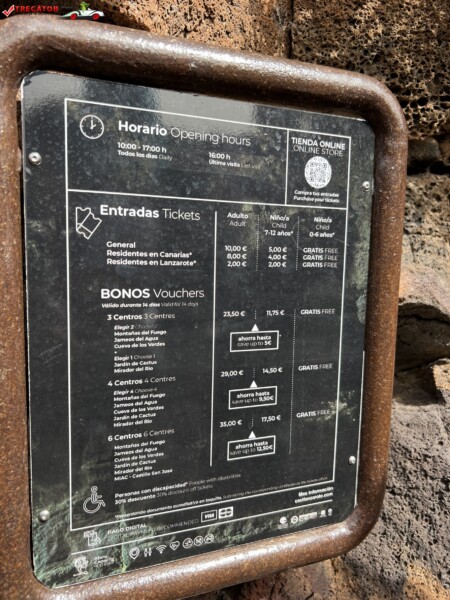 TRECATOR
Horario Opening hours
10:00 - 17:00 h
Todos los días Daily
16:00 h
Última visita Last visit
TIENDA ONLINE
ONLINE STORE
Compra tus entradas
Purchase your tickets
Entradas Tickets
Adulto
Adult
Niño/a
Child
7-12 años*
Niño/a
Child
0-6 años*
General 10,00 € 5,00 € GRATIS FREE
Residentes en Canarias* 8,00 € 4,00 € GRATIS FREE
Residentes en Lanzarote* 2,00 € 2,00 € GRATIS FREE
BONOS Vouchers
Válido durante 14 días Valid for 14 days
3 Centros 3 Centres 23,50 € 11,75 € GRATIS FREE
Elegir 2 Choose 2
Montañas del Fuego
Jameos del Agua
Cueva de los Verdes
+
Elegir 1 Choose 1
Jardín de Cactus
Mirador del Río
ahorra hasta
save up to 5€
4 Centros 4 Centres 29,00 € 14,50 € GRATIS FREE
Elegir 4 Choose 4
Montañas del Fuego
Jameos del Agua
Cueva de los Verdes
Jardín de Cactus
Mirador del Río
ahorra hasta
save up to 9,50€
6 Centros 6 Centres 35,00 € 17,50 € GRATIS FREE
Montañas del Fuego
Jameos del Agua
Cueva de los Verdes
Jardín de Cactus
Mirador del Río
MIAC - Castillo San José
ahorra hasta
save up to 12,50€
Personas con discapacidad* People with disabilities
30% descuento 30% discount off tickets
Más información
PAGO DIGITAL
RECOMMENDED VISA